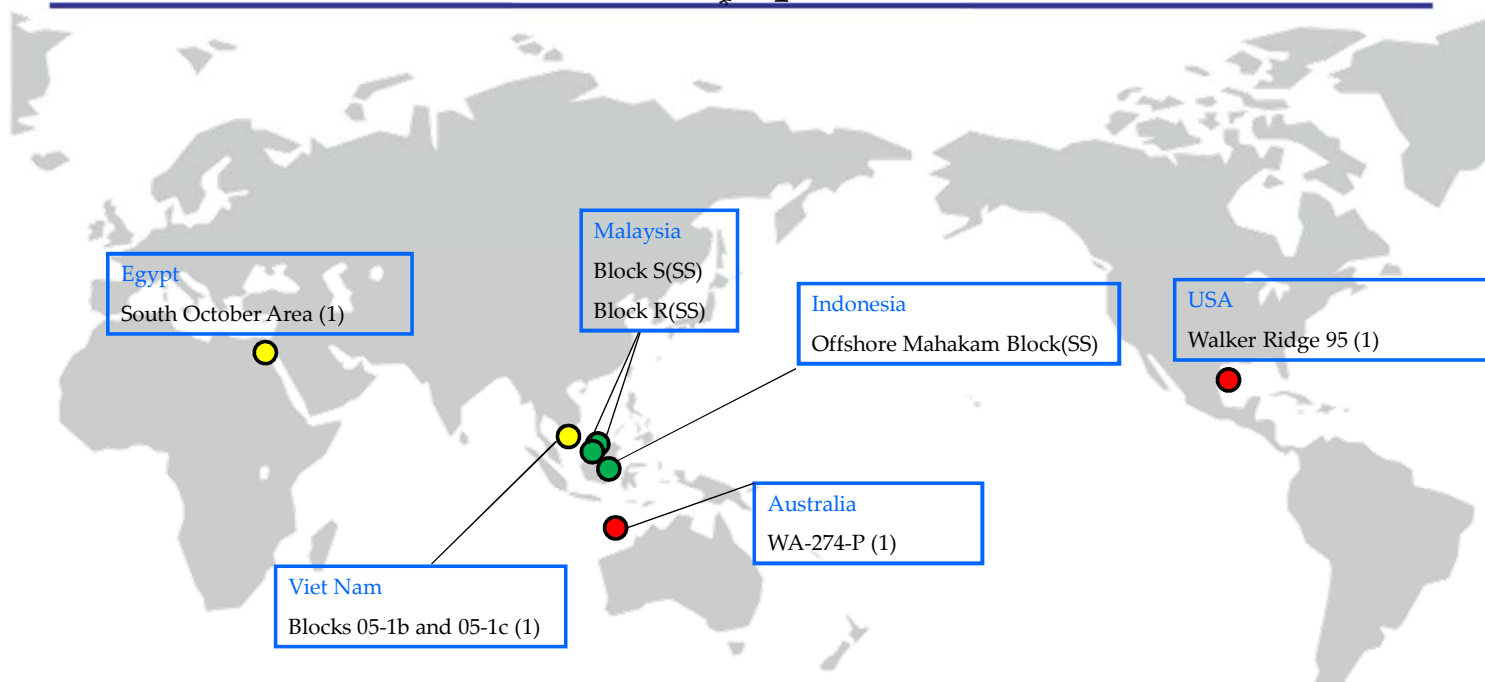 Malaysia
Block S(SS)
Block R(SS)
Egypt
South October Area (1)
Indonesia
Offshore Mahakam Block(SS)
USA
Walker Ridge 95 (1)
Australia
WA-274-P (1)
Viet Nam
Blocks 05-1b and 05-1c (1)